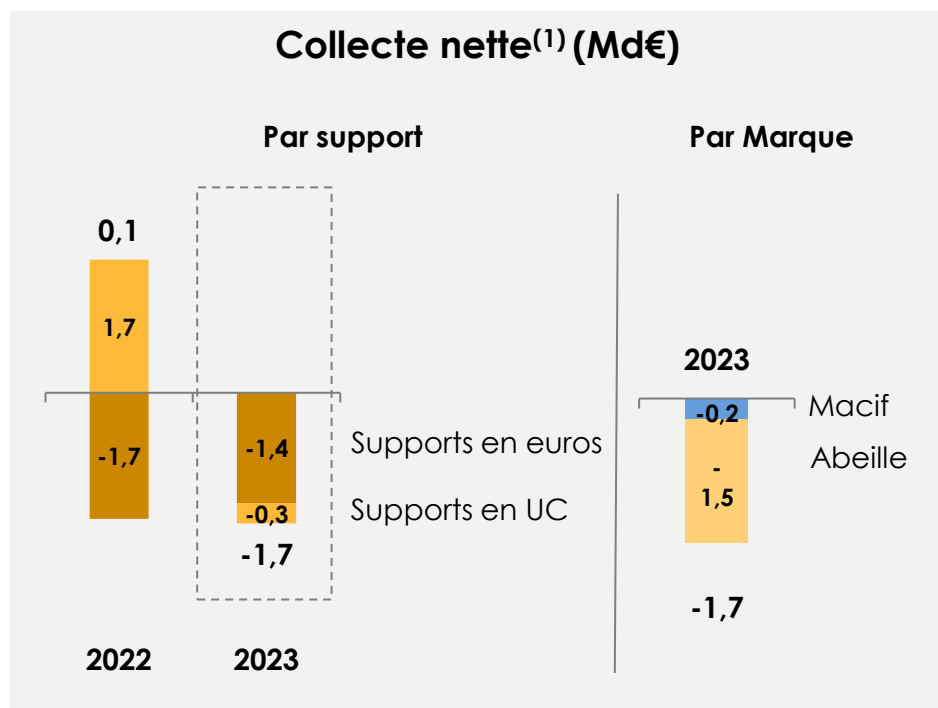 Collecte nette(1) (Md€)
Par support
Par Marque
0,1
1,7
-1,7
-1,4
-0,3
-1,7
Supports en euros
Supports en UC
2022
2023
2023
-0,2
-
1,5
Macif
Abeille
-1,7